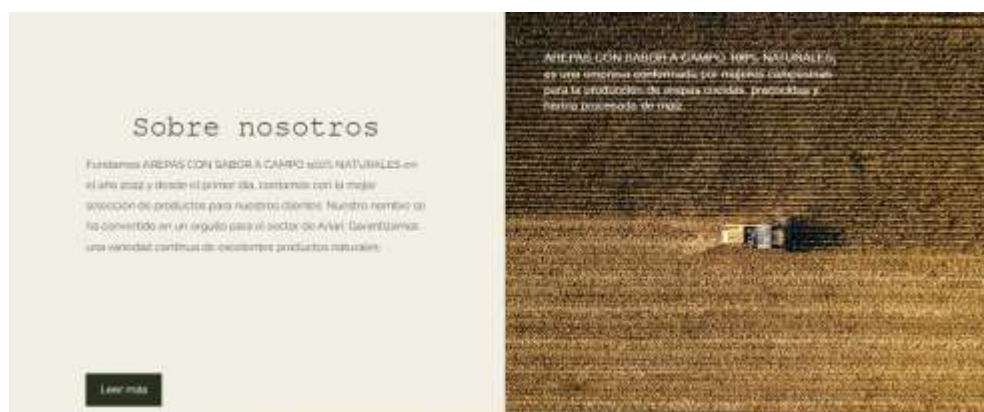 Sobre nosotros
Fundamos AREPAS CON SABOR A CAMPO 100% NATURALES en
el año 2022 y desde el primer día, contamos con la mejor
selección de productos para nuestros clientes. Nuestro nombre se
ha convertido en un orgullo para el sector de Ariari. Garantizamos
una variedad continua de excelentes productos naturales.
Leer más
AREPAS CON SABOR A CAMPO 100% NATURALES,
es una empresa conformada por mujeres campesinas
para la producción de arepas cocidas, precocidas y
harina procesada de maíz.